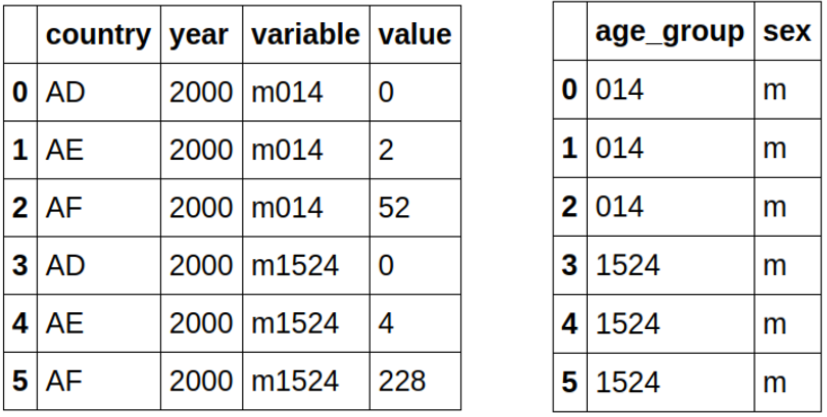 country year variable value
0 AD 2000 m014 0
1 AE 2000 m014 2
2 AF 2000 m014 52
3 AD 2000 m1524 0
4 AE 2000 m1524 4
5 AF 2000 m1524 228
age_group sex
0 014 m
1 014 m
2 014 m
3 1524 m
4 1524 m
5 1524 m